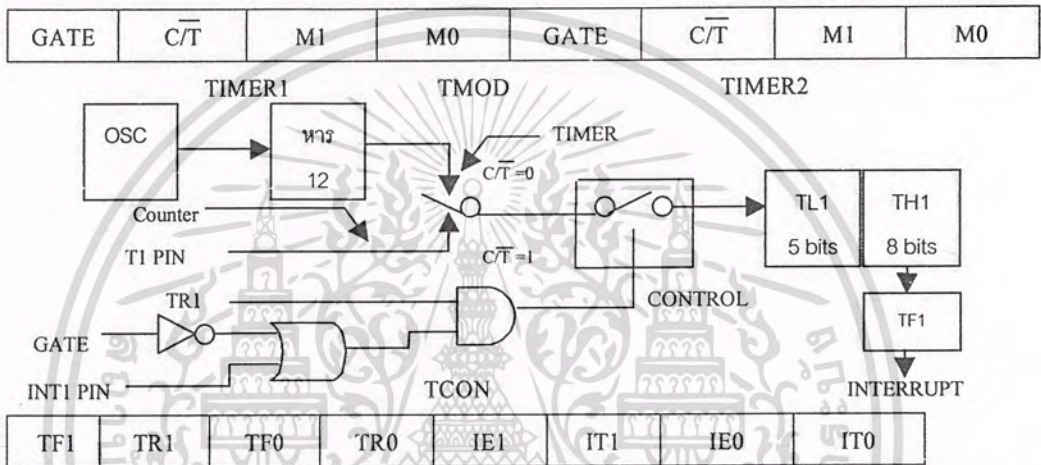 GATE C/T̅ M1 M0 GATE C/T̅ M1 M0
TIMER1 TMOD TIMER2
OSC
หาร
12
TIMER
C/T̅ =0
Counter
T1 PIN
C/T̅ =1
TL1
5 bits
TH1
8 bits
TR1
CONTROL
TF1
GATE
INT1 PIN
TCON
INTERRUPT
TF1 TR1 TF0 TR0 IE1 IT1 IE0 IT0